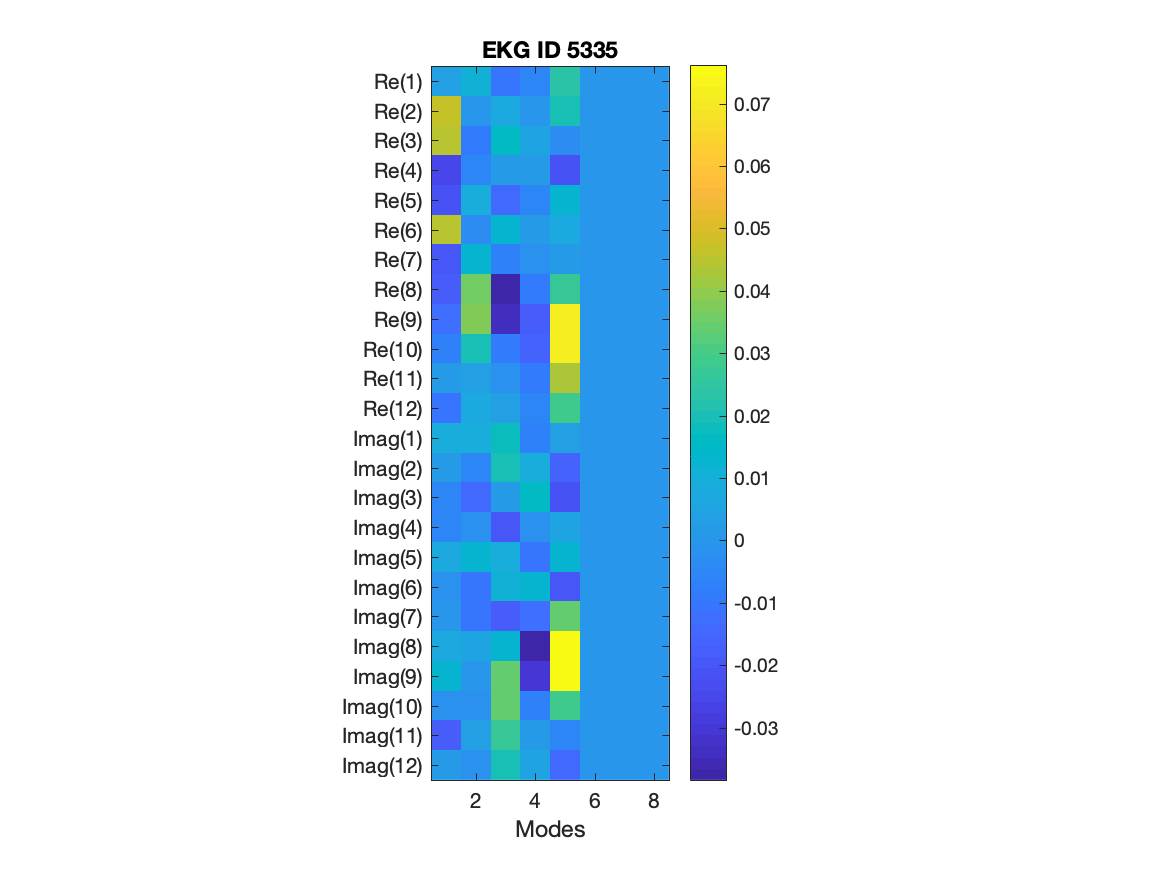 EKG ID 5335
Re(1)
Re(2)
Re(3)
Re(4)
Re(5)
Re(6)
Re(7)
Re(8)
Re(9)
Re(10)
Re(11)
Re(12)
Imag(1)
Imag(2)
Imag(3)
Imag(4)
Imag(5)
Imag(6)
Imag(7)
Imag(8)
Imag(9)
Imag(10)
Imag(11)
Imag(12)
2 4 6 8
Modes
0.07
0.06
0.05
0.04
0.03
0.02
0.01
0
-0.01
-0.02
-0.03